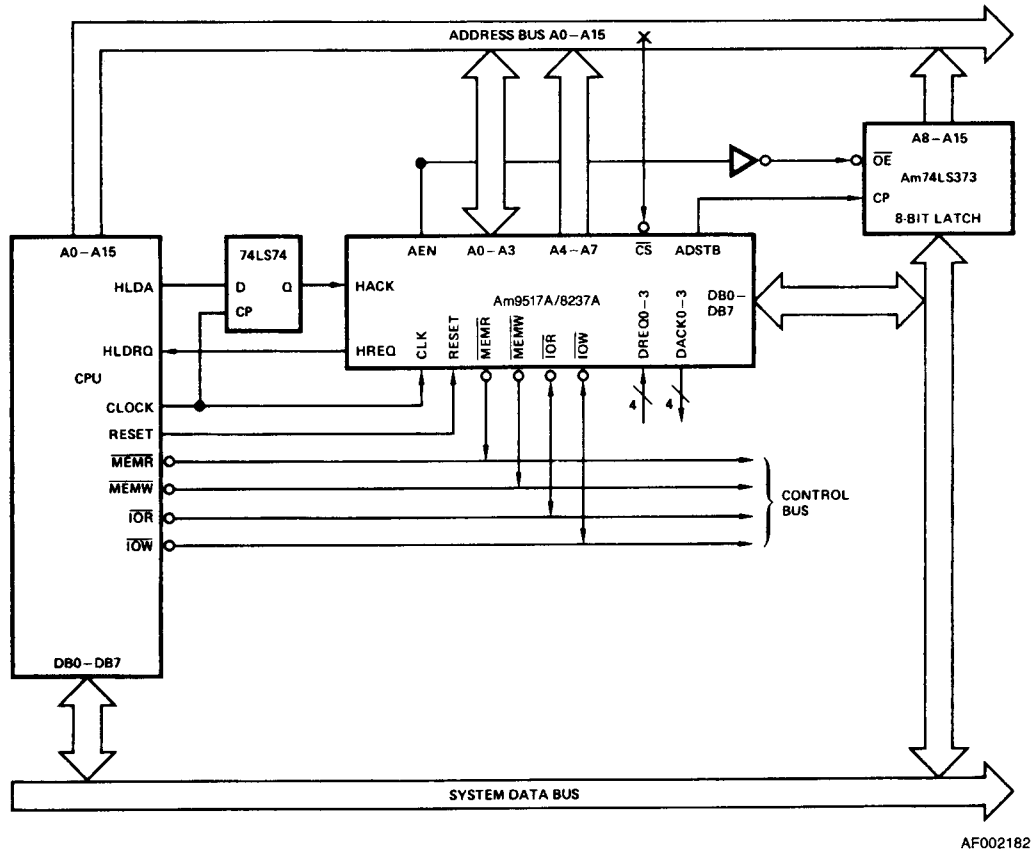 ADDRESS BUS A0–A15
A8–A15
OE
Am74LS373
CP
8-BIT LATCH
A0–A15
74LS74
AEN
A0–A3
A4–A7
CS
ADSTB
HLDA
D
Q
HACK
Am9517A/8237A
DB0–
DB7
CP
CLK
RESET
MEMR
MEMW
IOR
IOW
DREQ0-3
DACK0-3
HLDRQ
HREQ
CPU
CLOCK
4
4
RESET
MEMR
MEMW
IOR
IOW
CONTROL
BUS
DB0–DB7
SYSTEM DATA BUS
AF002182